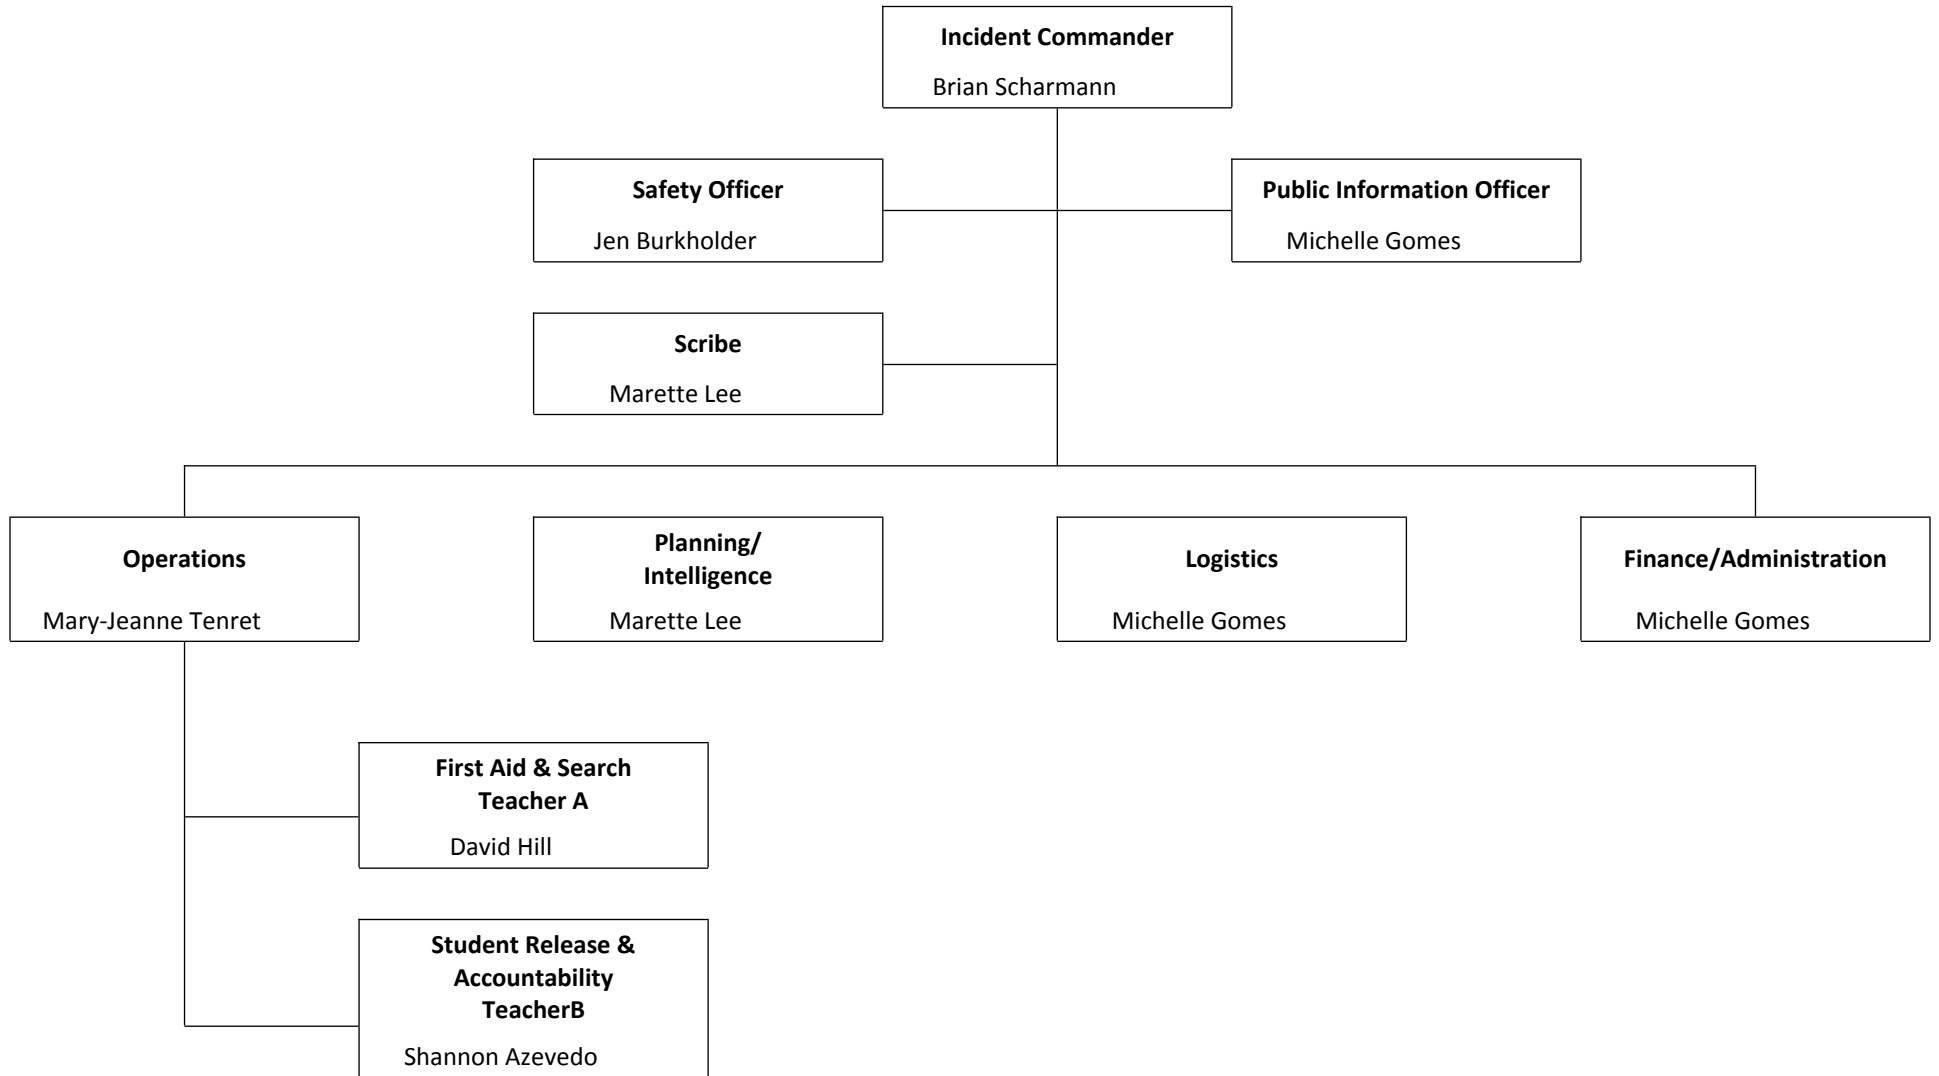 Incident Commander
Brian Scharmann
Safety Officer
Jen Burkholder
Public Information Officer
Michelle Gomes
Scribe
Marette Lee
Operations
Mary-Jeanne Tenret
Planning/
Intelligence
Marette Lee
Logistics
Michelle Gomes
Finance/Administration
Michelle Gomes
First Aid & Search
Teacher A
David Hill
Student Release &
Accountability
TeacherB
Shannon Azevedo